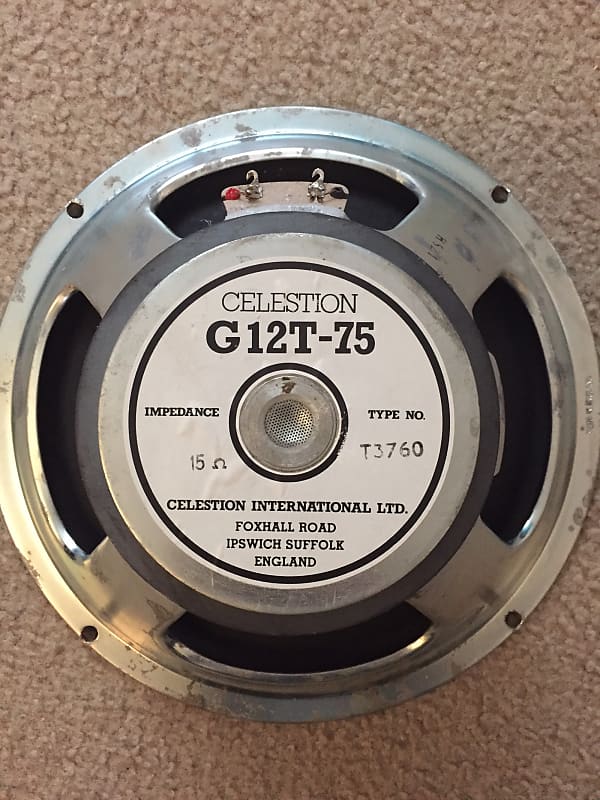 CELESTION
G12T-75
IMPEDANCE
15 Ω
TYPE NO.
T3760
CELESTION INTERNATIONAL LTD.
FOXHALL ROAD
IPSWICH SUFFOLK
ENGLAND